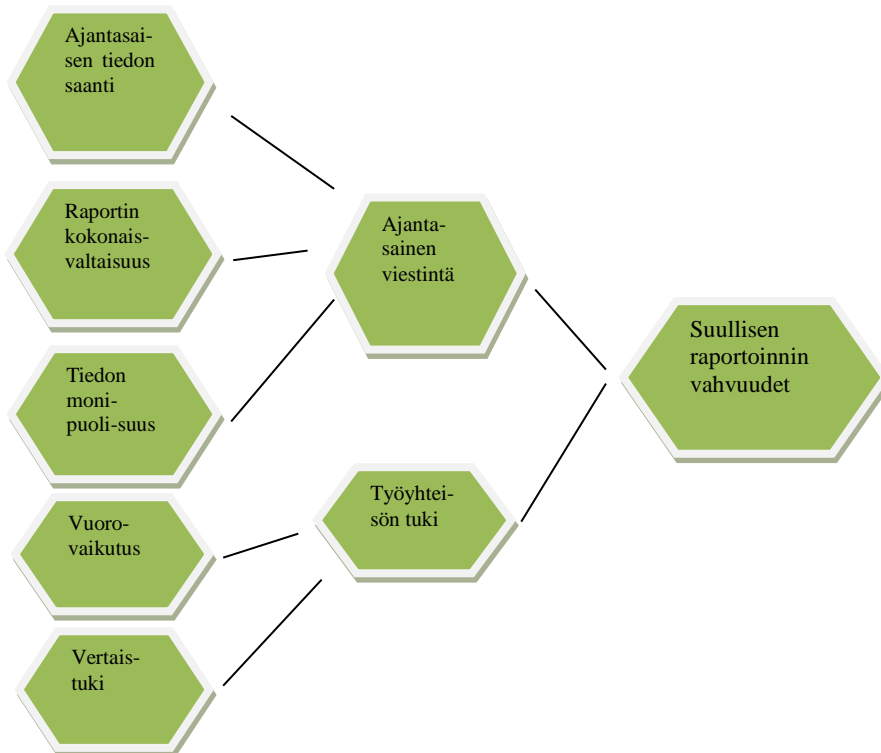 Ajantasai-
sen tiedon
saanti
Raportin
kokonais-
valtaisuus
Tiedon
moni-
puoli-suus
Vuoro-
vaikutus
Vertais-
tuki
Ajanta-
sainen
viestintä
Työyhtei-
sön tuki
Suullisen
raportoinnin
vahvuudet